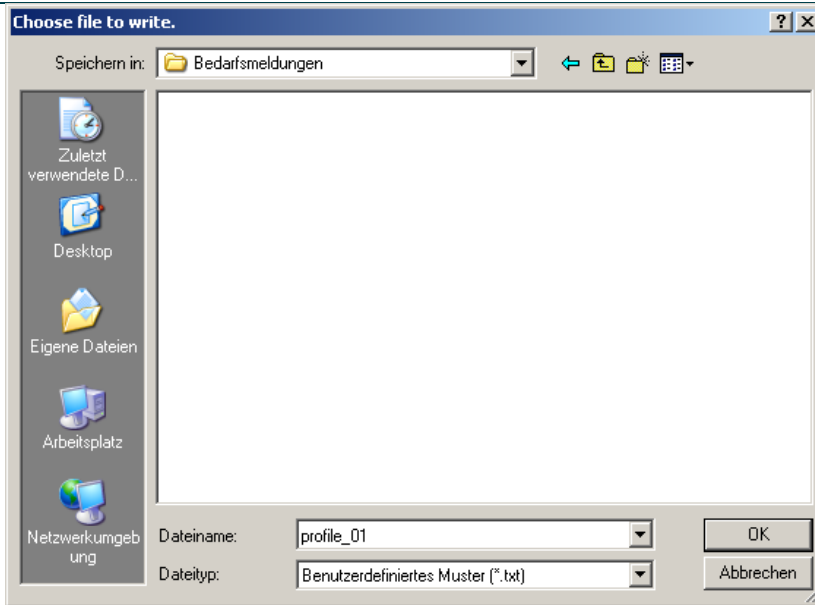 Choose file to write.
Speichern in:
Bedarfsmeldungen
Zuletzt
verwendete D...
Desktop
Eigene Dateien
Arbeitsplatz
Netzwerkumgeb
ung
Dateiname:
profile_01
OK
Dateityp:
Benutzerdefiniertes Muster (*.txt)
Abbrechen